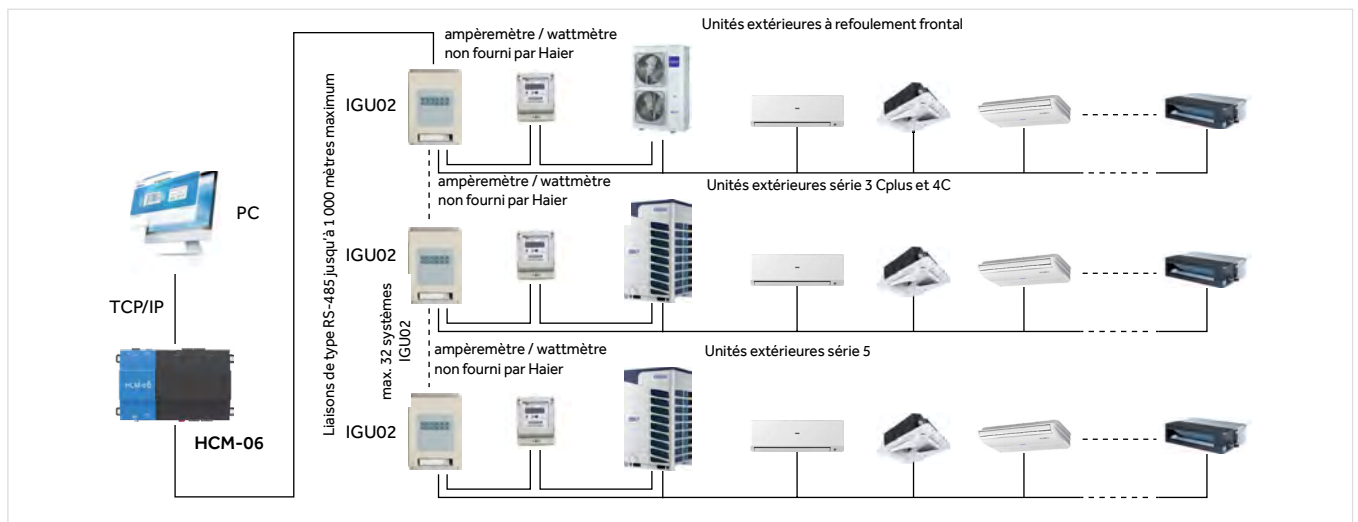 Unités extérieures à refoulement frontal
ampèremètre / wattmètre
non fourni par Haier
IGU02
Liaisons de type RS-485 jusqu'à 1 000 mètres maximum
ampèremètre / wattmètre
non fourni par Haier
Unités extérieures série 3 Cplus et 4C
PC
IGU02
TCP/IP
max. 32 systèmes
IGU02
ampèremètre / wattmètre
non fourni par Haier
Unités extérieures série 5
HCM-06
IGU02
HCM-06